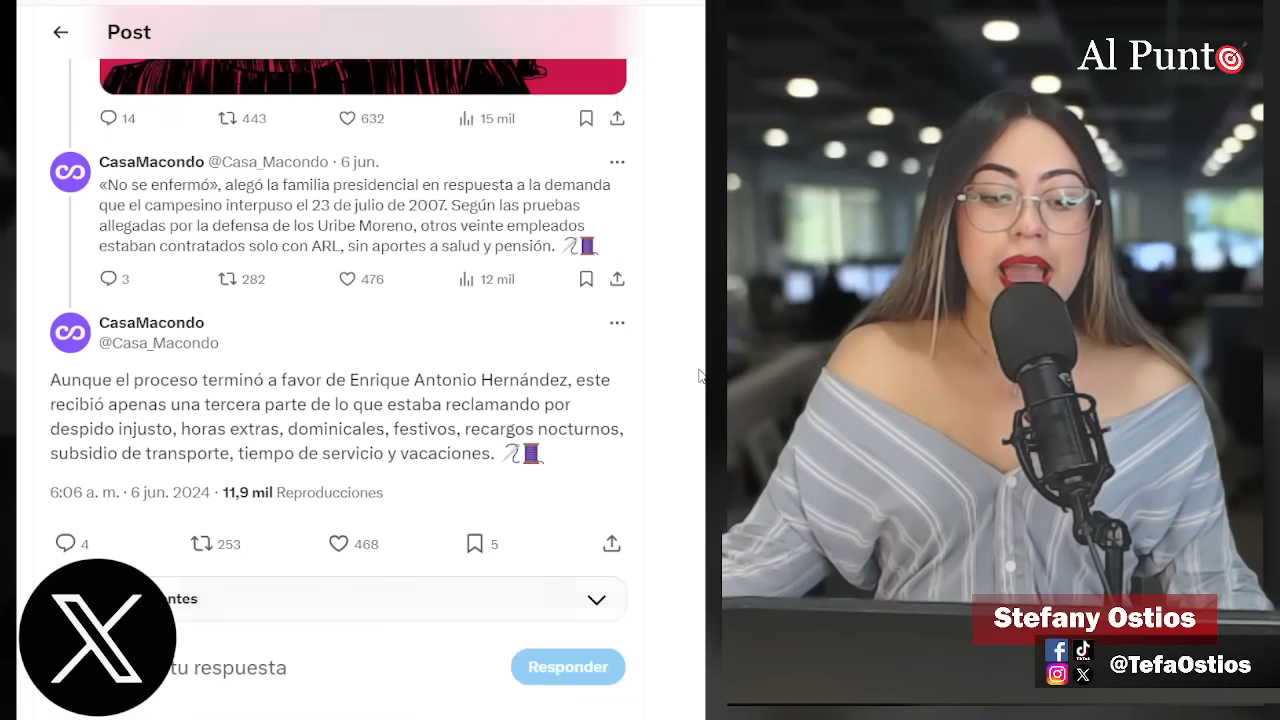 Post
14
443
632
15 mil
CasaMacondo @Casa_Macondo · 6 jun.
«No se enfermó», alegó la familia presidencial en respuesta a la demanda
que el campesino interpuso el 23 de julio de 2007. Según las pruebas
allegadas por la defensa de los Uribe Moreno, otros veinte empleados
estaban contratados solo con ARL, sin aportes a salud y pensión. 🪡🧵
3
282
476
12 mil
CasaMacondo
@Casa_Macondo
Aunque el proceso terminó a favor de Enrique Antonio Hernández, este
recibió apenas una tercera parte de lo que estaba reclamando por
despido injusto, horas extras, dominicales, festivos, recargos nocturnos,
subsidio de transporte, tiempo de servicio y vacaciones. 🪡🧵
6:06 a. m. · 6 jun. 2024 · 11,9 mil Reproducciones
4
253
468
5
ntes
tu respuesta
Responder
Al Punto
Stefany Ostios
@TefaOstios